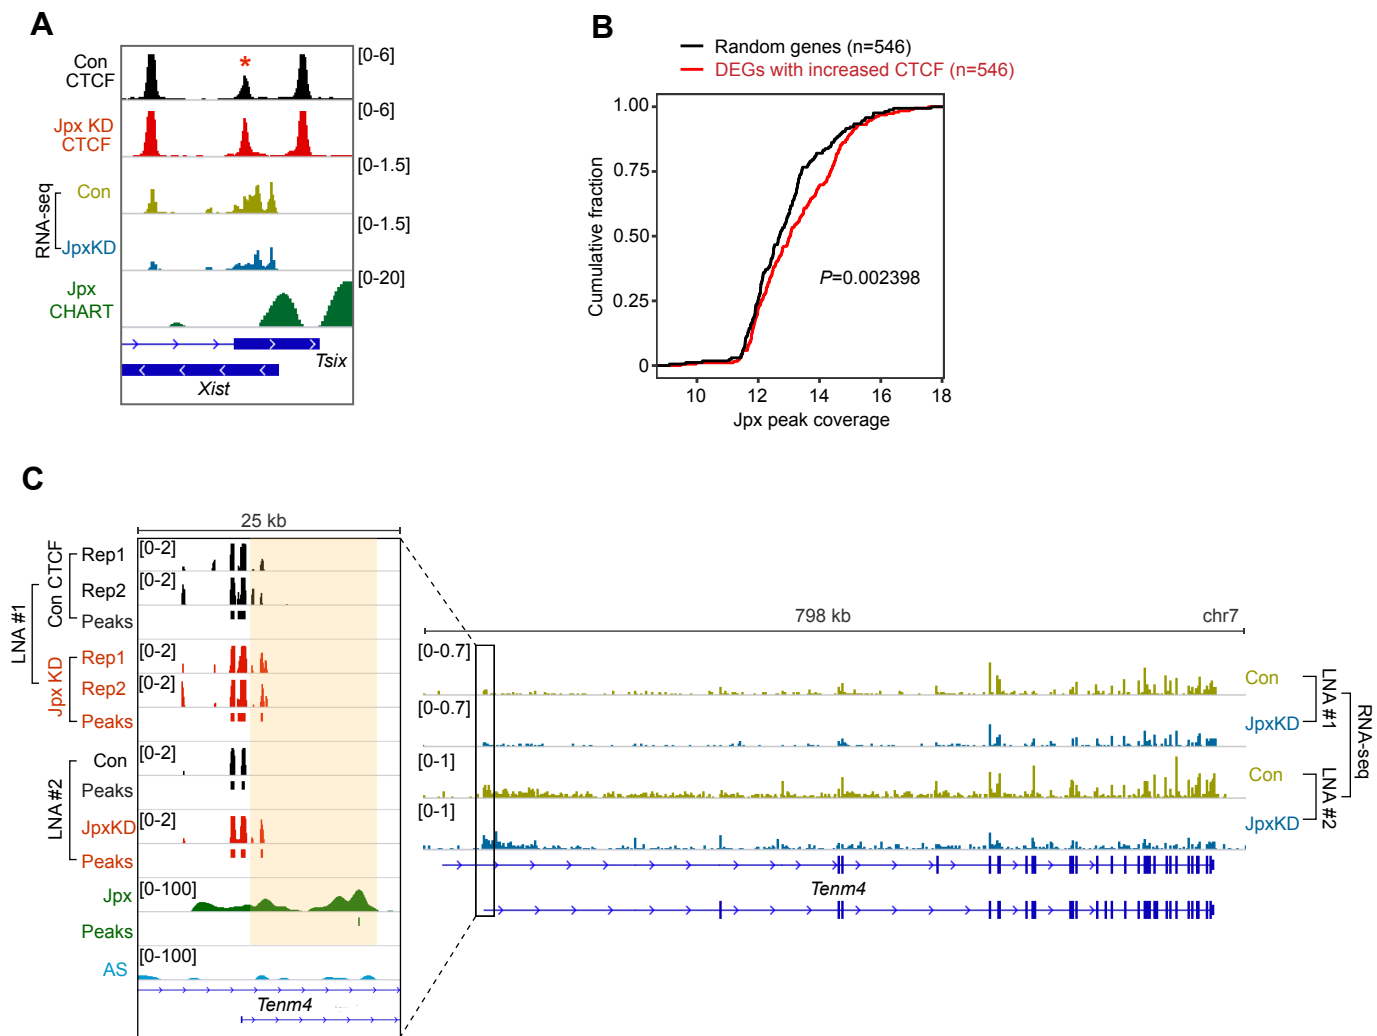 A
Con
CTCF
[0-6]
*
Jpx KD
CTCF
[0-6]
RNA-seq
Con
[0-1.5]
JpxKD
[0-1.5]
Jpx
CHART
[0-20]
Tsix
Xist
B
Random genes (n=546)
DEGs with increased CTCF (n=546)
Cumulative fraction
1.00
0.75
0.50
0.25
0
P=0.002398
10 12 14 16 18
Jpx peak coverage
C
25 kb
LNA #1
Con CTCF
Rep1 [0-2]
Rep2 [0-2]
Peaks
Jpx KD
Rep1 [0-2]
Rep2 [0-2]
Peaks
LNA #2
Con [0-2]
Peaks
JpxKD [0-2]
Peaks
Jpx [0-100]
Peaks
AS [0-100]
Tenm4
798 kb chr7
[0-0.7] Con
[0-0.7] JpxKD
LNA #1
[0-1] Con
[0-1] JpxKD
LNA #2
RNA-seq
Tenm4